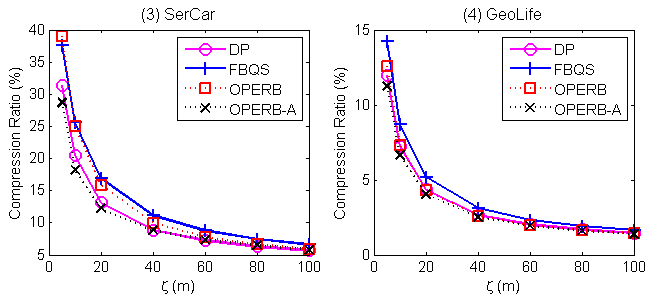 (3) SerCar
Compression Ratio (%)
40
35
30
25
20
15
10
5
0 20 40 60 80 100
ζ (m)
DP
FBQS
OPERB
OPERB-A
(4) GeoLife
Compression Ratio (%)
15
10
5
0
0 20 40 60 80 100
ζ (m)
DP
FBQS
OPERB
OPERB-A